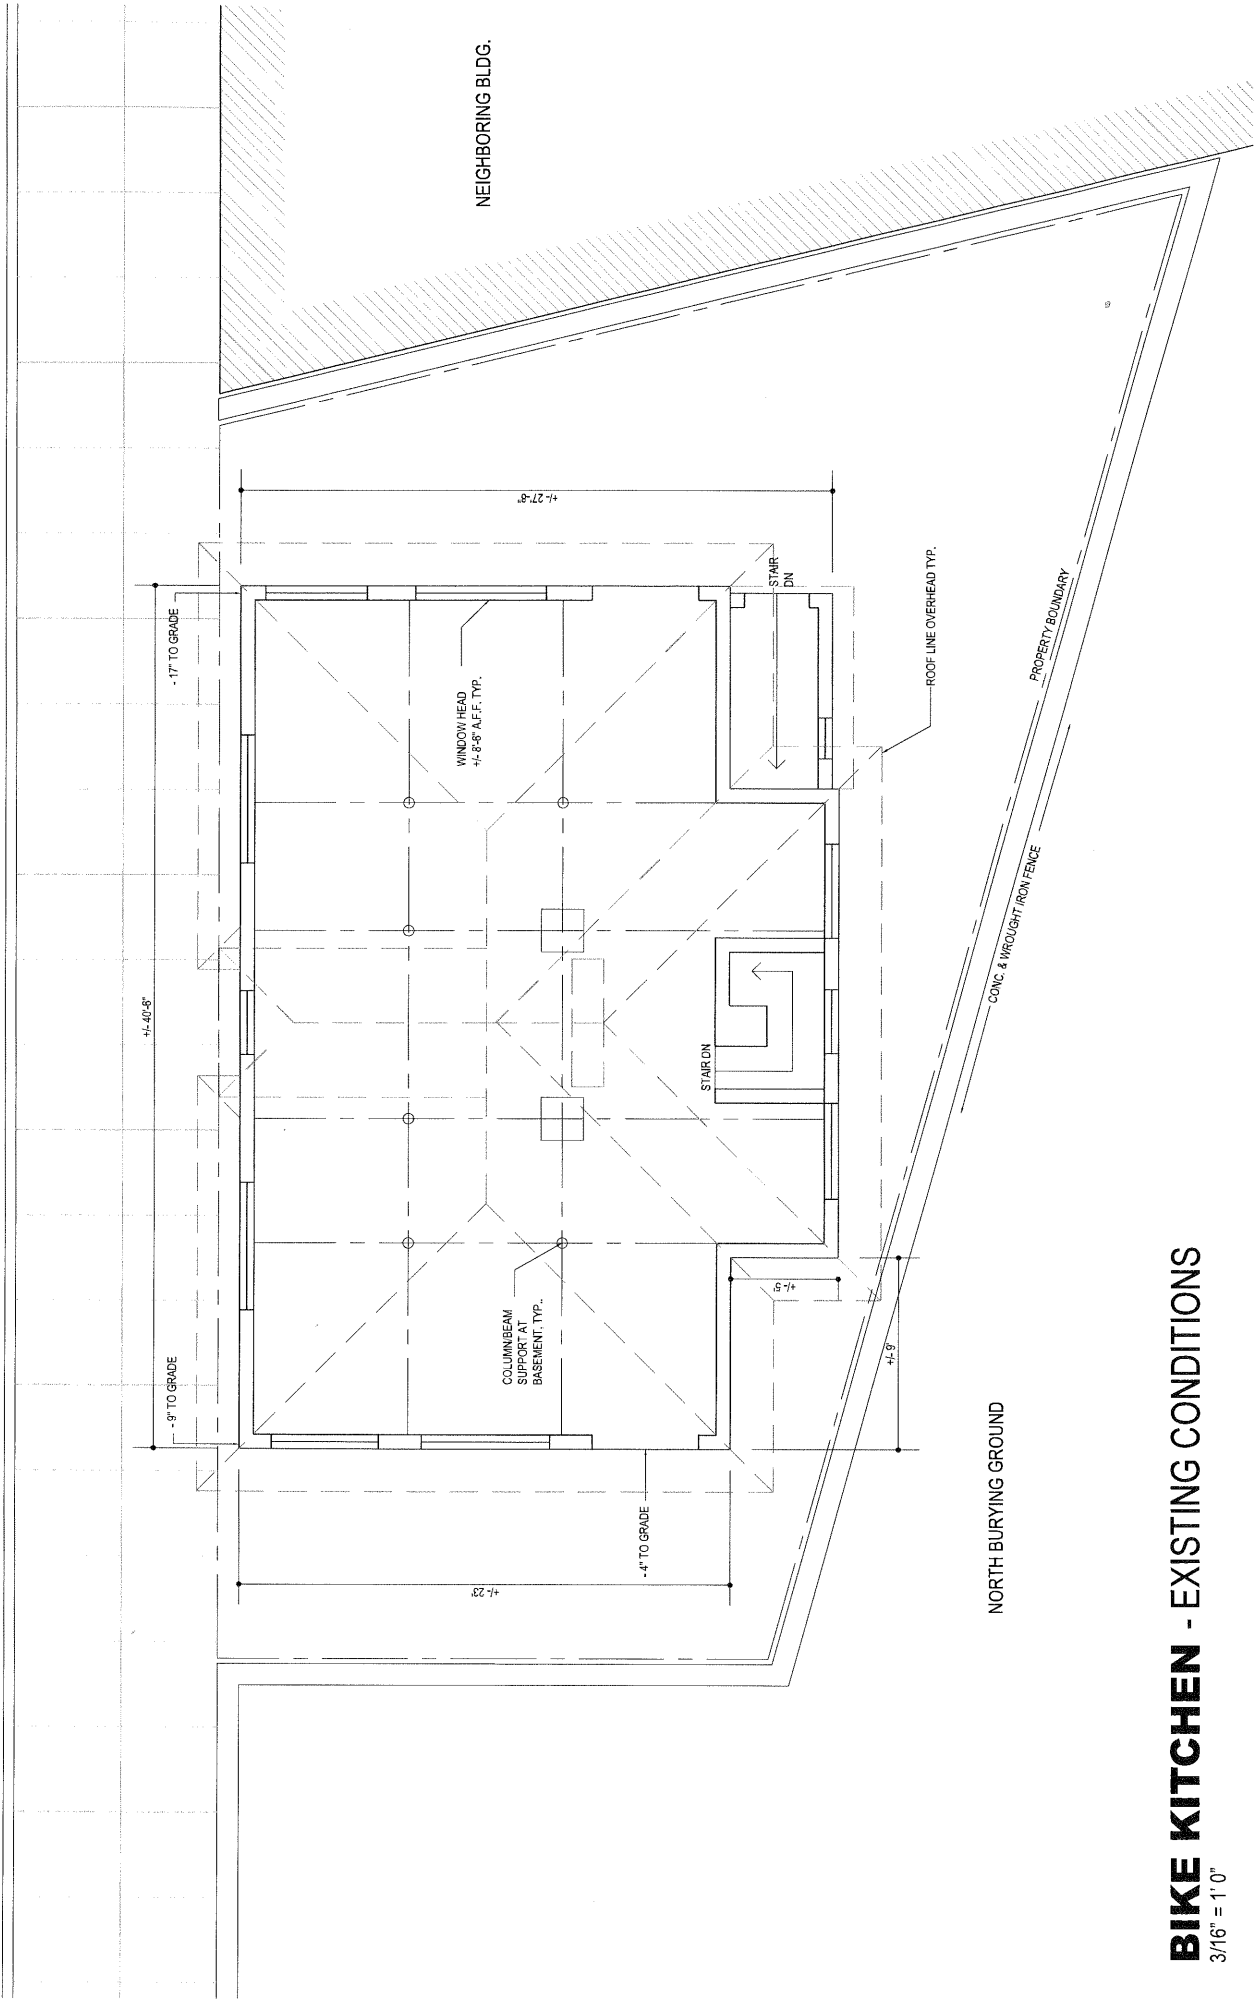 NEIGHBORING BLDG.
- 17" TO GRADE
+/- 40'-6"
- 9" TO GRADE
+/- 27'-8"
WINDOW HEAD
+/- 8'-6" A.F.F. TYP.
STAIR
DN
ROOF LINE OVERHEAD TYP.
PROPERTY BOUNDARY
CONC. & WROUGHT IRON FENCE
STAIR DN
COLUMN/BEAM
SUPPORT AT
BASEMENT, TYP..
+/- 5'
+/- 9'
- 4" TO GRADE
+/- 23'
NORTH BURYING GROUND
BIKE KITCHEN - EXISTING CONDITIONS
3/16" = 1' 0"